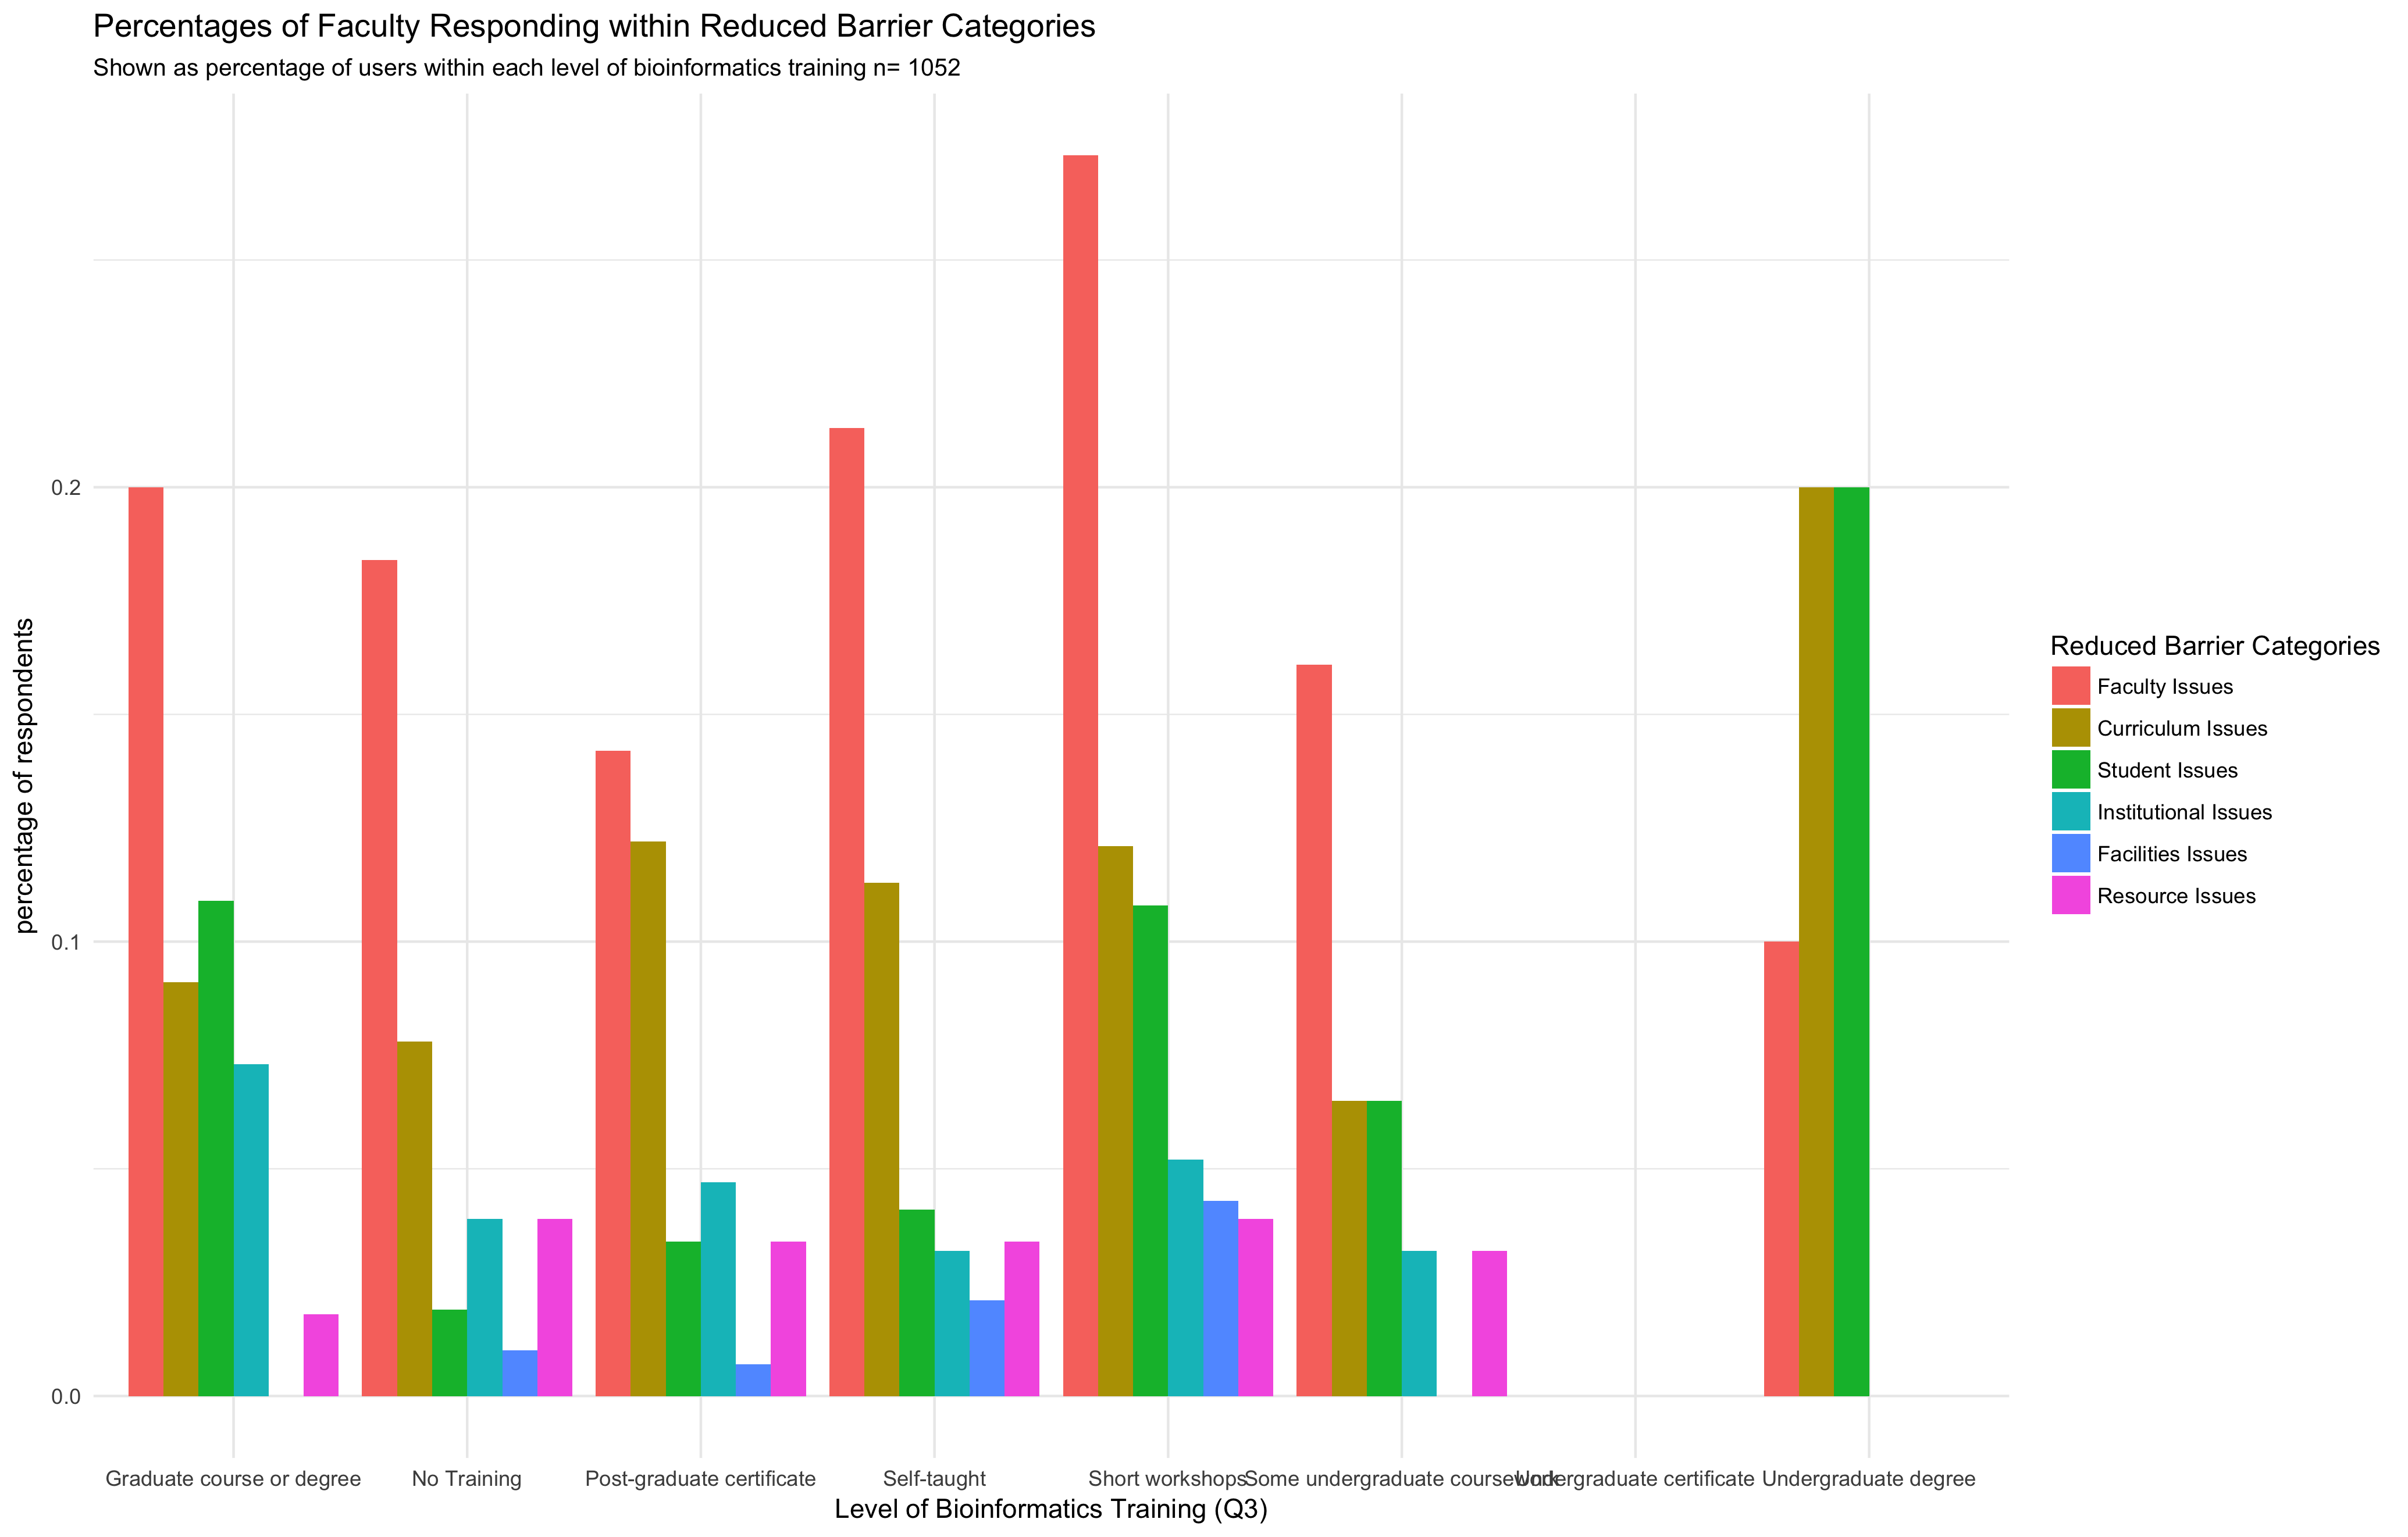 Percentages of Faculty Responding within Reduced Barrier Categories
Shown as percentage of users within each level of bioinformatics training n= 1052
percentage of respondents
0.2
0.1
0.0
Graduate course or degree
No Training
Post-graduate certificate
Self-taught
Short workshops
Some undergraduate coursework
Undergraduate certificate
Undergraduate degree
Level of Bioinformatics Training (Q3)
Reduced Barrier Categories
Faculty Issues
Curriculum Issues
Student Issues
Institutional Issues
Facilities Issues
Resource Issues